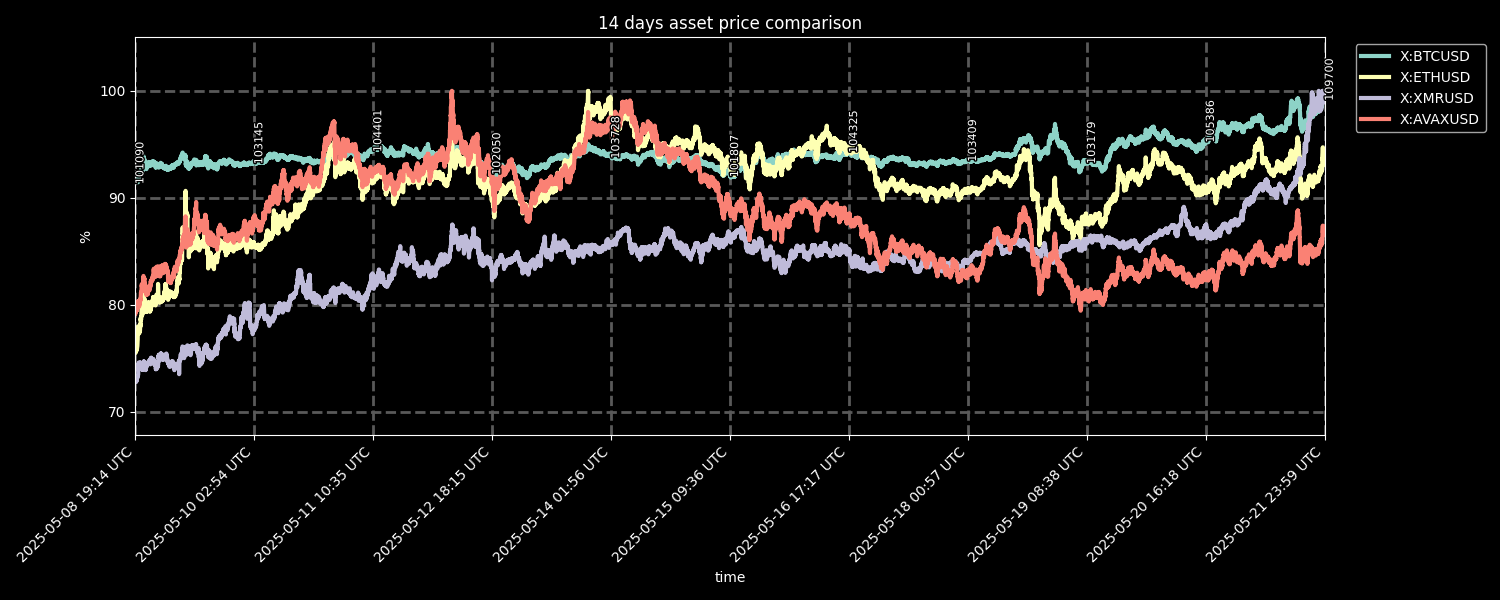 14 days asset price comparison
X:BTCUSD
X:ETHUSD
X:XMRUSD
X:AVAXUSD
100
90
80
70
%
101090
103145
104401
102050
103728
101807
104325
103409
103179
105386
109700
2025-05-08 19:14 UTC
2025-05-10 02:54 UTC
2025-05-11 10:35 UTC
2025-05-12 18:15 UTC
2025-05-14 01:56 UTC
2025-05-15 09:36 UTC
2025-05-16 17:17 UTC
2025-05-18 00:57 UTC
2025-05-19 08:38 UTC
2025-05-20 16:18 UTC
2025-05-21 23:59 UTC
time